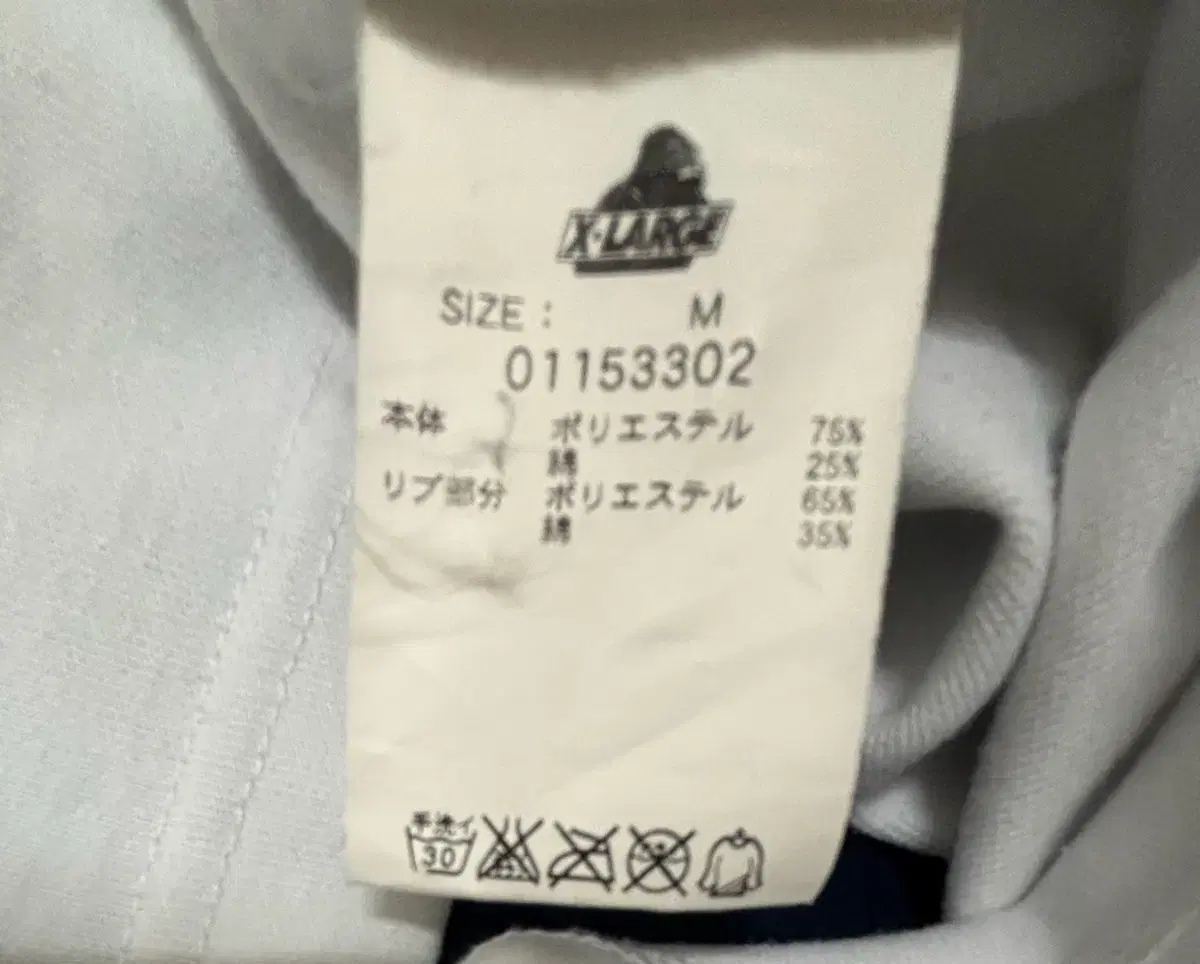 X-LARGE
SIZE : M
01153302
本体 ポリエステル 75%
綿 25%
リブ部分 ポリエステル 65%
綿 35%
手洗イ
30